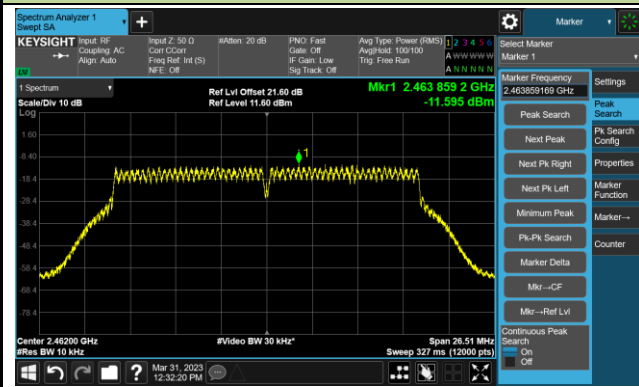 Spectrum Analyzer 1
Swept SA
+
Marker
KEYSIGHT
Input: RF
Coupling: AC
Align: Auto
Input Z: 50 Ω
Corr CCorr
Freq Ref: Int (S)
NFE: Off
#Atten: 20 dB
PNO: Fast
Gate: Off
IF Gain: Low
Sig Track: Off
Avg Type: Power (RMS)
Avg|Hold: 100/100
Trig: Free Run
1 2 3 4 5 6
A W W W W W
A N N N N N
LXI
Select Marker
Marker 1
1 Spectrum
Scale/Div 10 dB
Log
Ref Lvl Offset 21.60 dB
Ref Level 11.60 dBm
Mkr1 2.463 859 2 GHz
-11.595 dBm
1.60
-8.40
-18.4
-28.4
-38.4
-48.4
-58.4
-68.4
-78.4
1
Center 2.46200 GHz
#Res BW 10 kHz
#Video BW 30 kHz*
Span 26.51 MHz
Sweep 327 ms (12000 pts)
Marker Frequency
2.463859169 GHz
Peak Search
Next Peak
Next Pk Right
Next Pk Left
Minimum Peak
Pk-Pk Search
Marker Delta
Mkr→CF
Mkr→Ref Lvl
Continuous Peak
Search
On
Off
Settings
Peak
Search
Pk Search
Config
Properties
Marker
Function
Marker→
Counter
?
Mar 31, 2023
12:32:20 PM